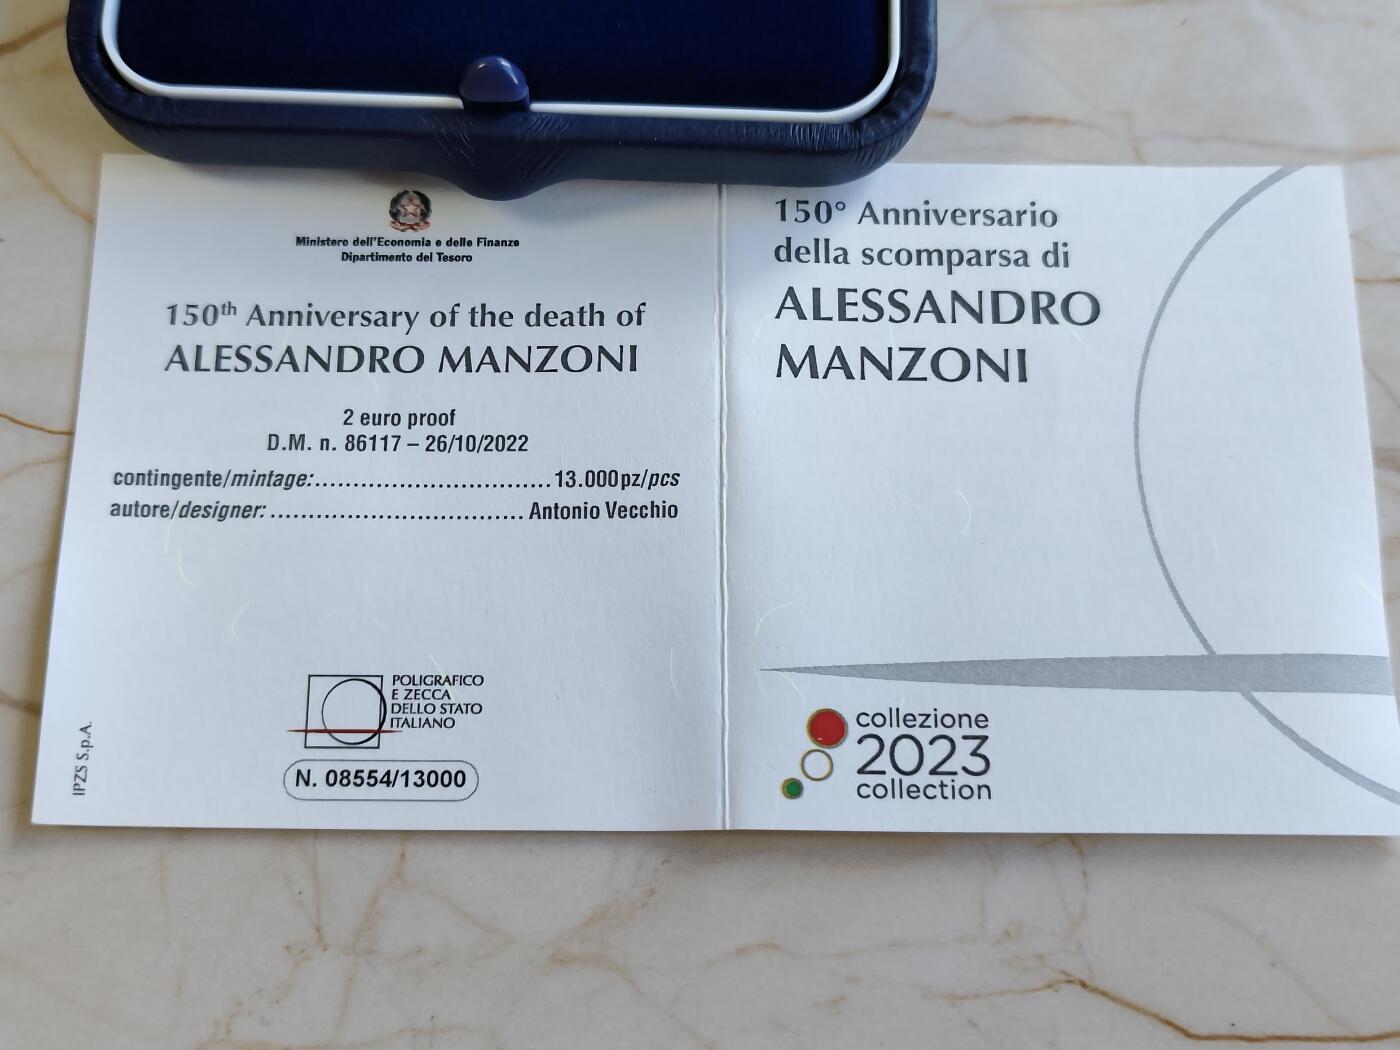 Ministero dell'Economia e delle Finanze
Dipartimento del Tesoro
150th Anniversary of the death of
ALESSANDRO MANZONI
2 euro proof
D.M. n. 86117 – 26/10/2022
contingente/mintage:...............................13.000pz/pcs
autore/designer:................................. Antonio Vecchio
POLIGRAFICO
E ZECCA
DELLO STATO
ITALIANO
N. 08554/13000
IPZS S.p.A.
150° Anniversario
della scomparsa di
ALESSANDRO
MANZONI
collezione
2023
collection